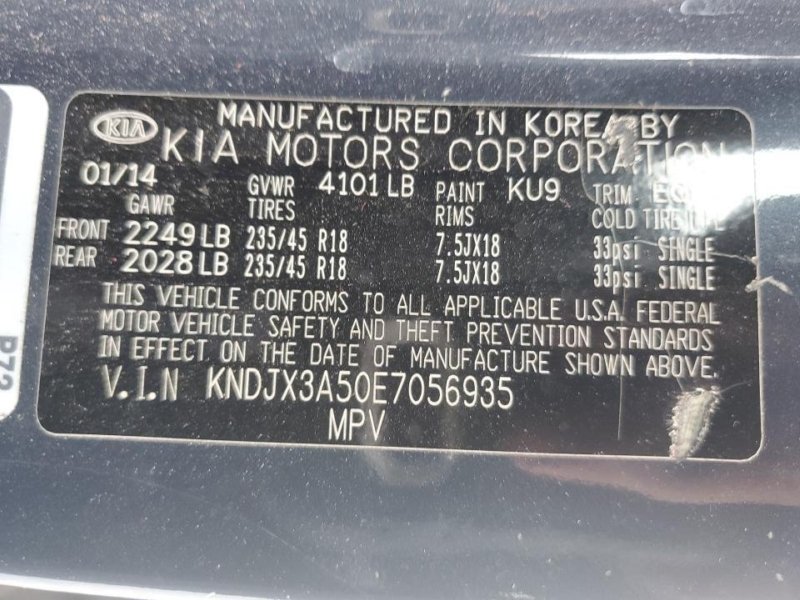 KIA
MANUFACTURED IN KOREA BY
KIA MOTORS CORPORATION
01/14 GVWR 4101 LB PAINT KU9 TRIM
GAWR TIRES RIMS COLD TIRE
FRONT 2249 LB 235/45 R18 7.5JX18 33psi SINGLE
REAR 2028 LB 235/45 R18 7.5JX18 33psi SINGLE
THIS VEHICLE CONFORMS TO ALL APPLICABLE U.S.A. FEDERAL
MOTOR VEHICLE SAFETY AND THEFT PREVENTION STANDARDS
IN EFFECT ON THE DATE OF MANUFACTURE SHOWN ABOVE.
V.I.N KNDJX3A50E7056935
MPV